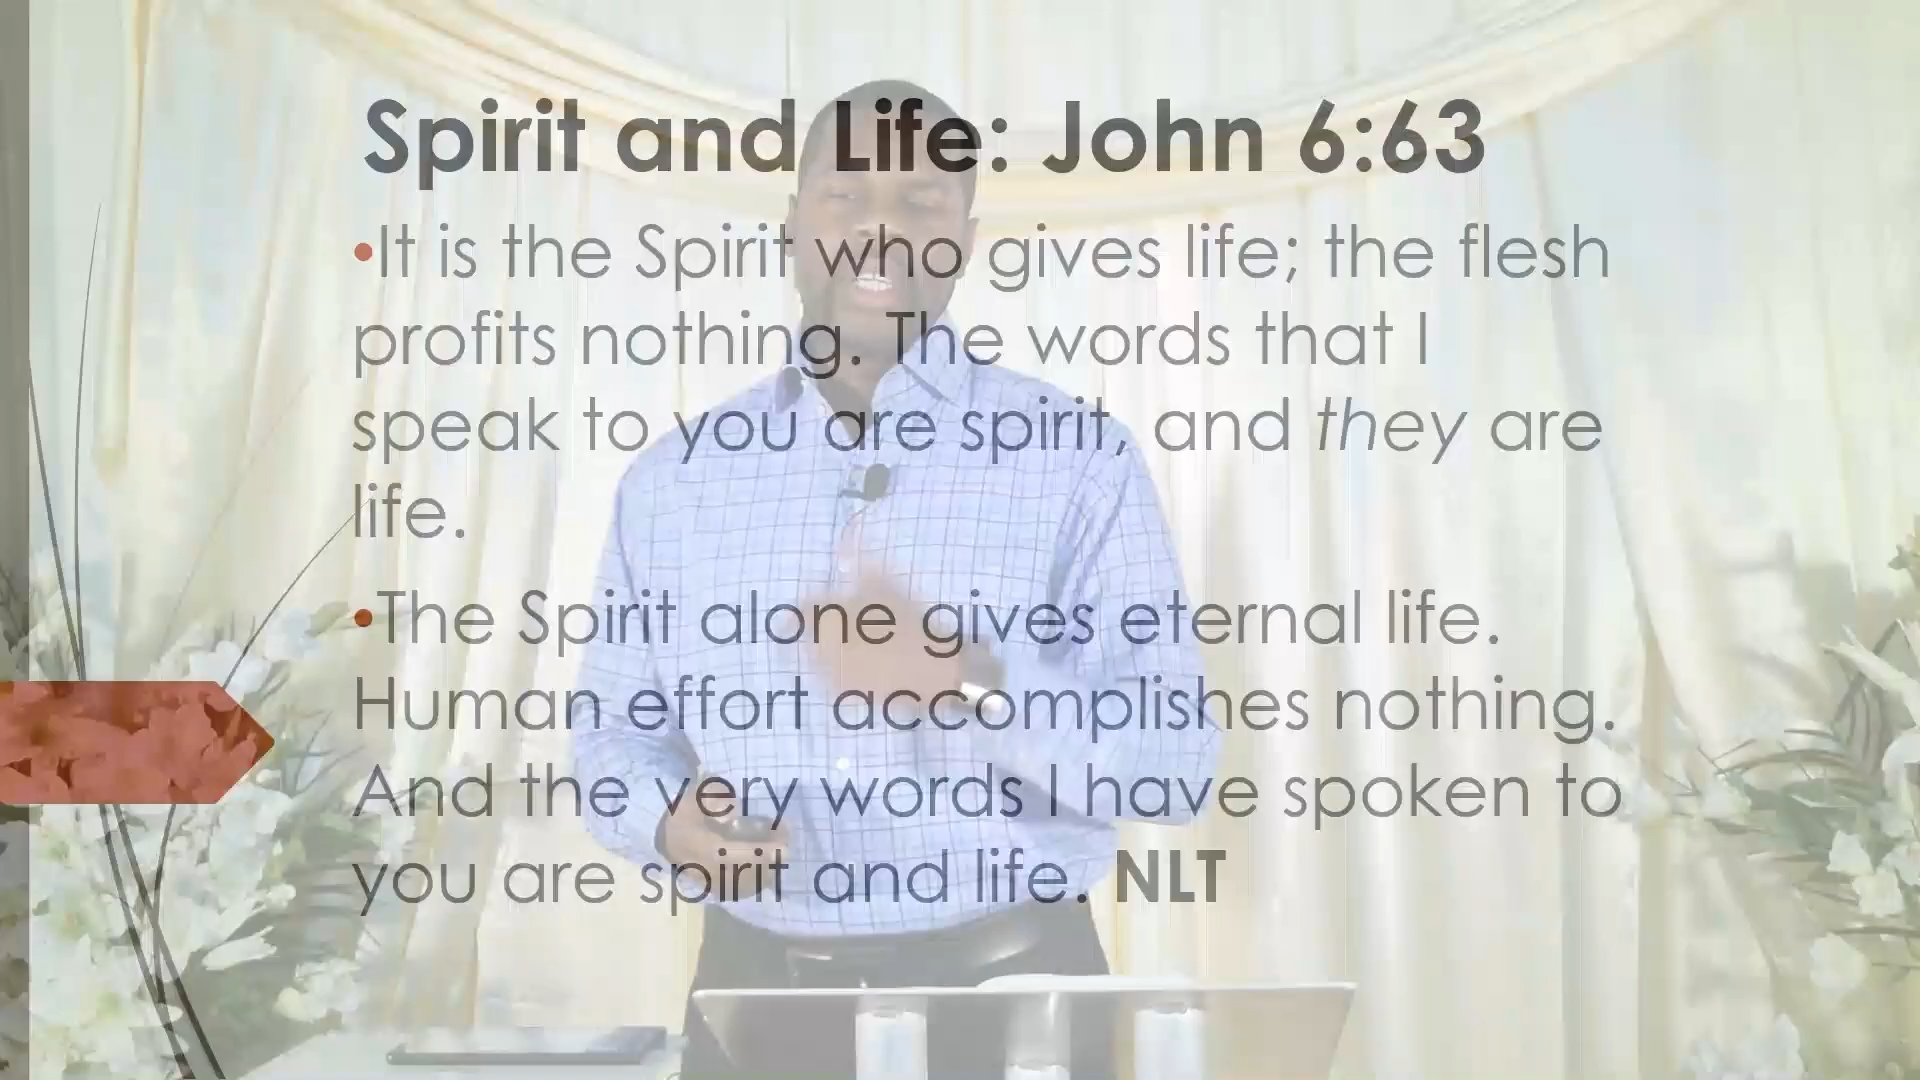 Spirit and Life: John 6:63
•It is the Spirit who gives life; the flesh
profits nothing. The words that I
speak to you are spirit, and they are
life.
•The Spirit alone gives eternal life.
Human effort accomplishes nothing.
And the very words I have spoken to
you are spirit and life. NLT